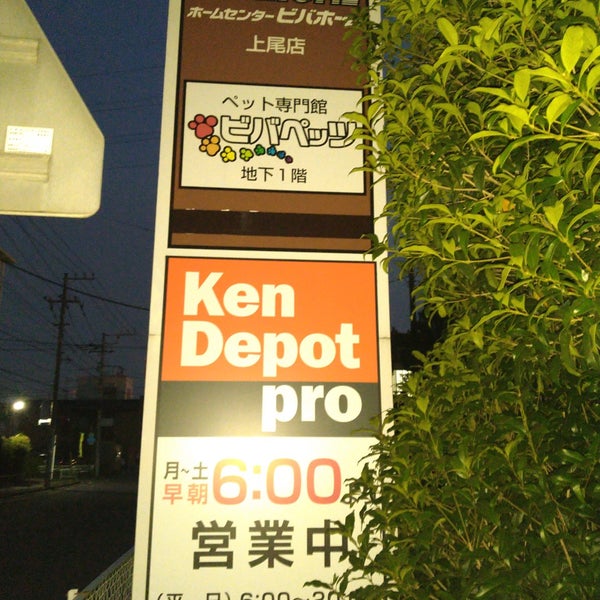 ホームセンタービバホーム
上尾店
ペット専門館
ビバペッツ
地下1階
Ken
Depot
pro
月~土
早朝6:00
営業中